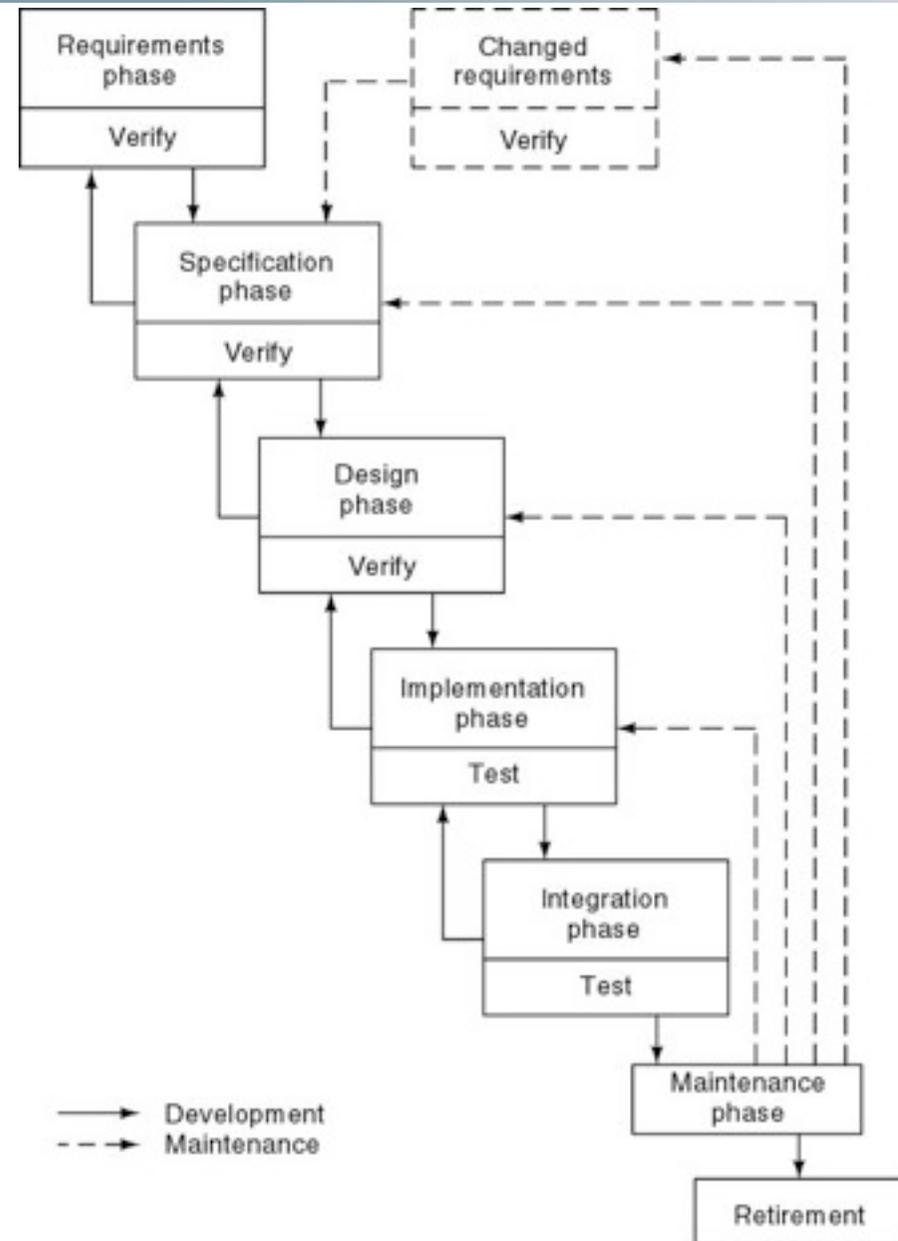 Requirements
phase
Verify
Changed
requirements
Verify
Specification
phase
Verify
Design
phase
Verify
Implementation
phase
Test
Integration
phase
Test
Maintenance
phase
Development
Maintenance
Retirement